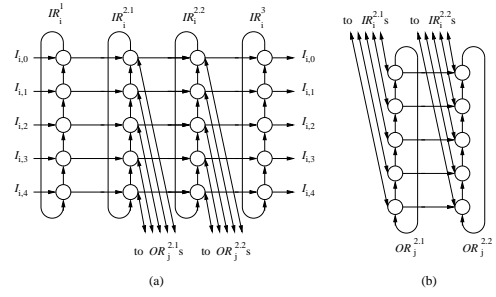 IR_i^1 IR_i^2.1 IR_i^2.2 IR_i^3
to IR_i^2.1s to IR_i^2.2s
I_i,0 I_i,0
I_i,1 I_i,1
I_i,2 I_i,2
I_i,3 I_i,3
I_i,4 I_i,4
to OR_j^2.1s to OR_j^2.2s
OR_j^2.1 OR_j^2.2
(a) (b)